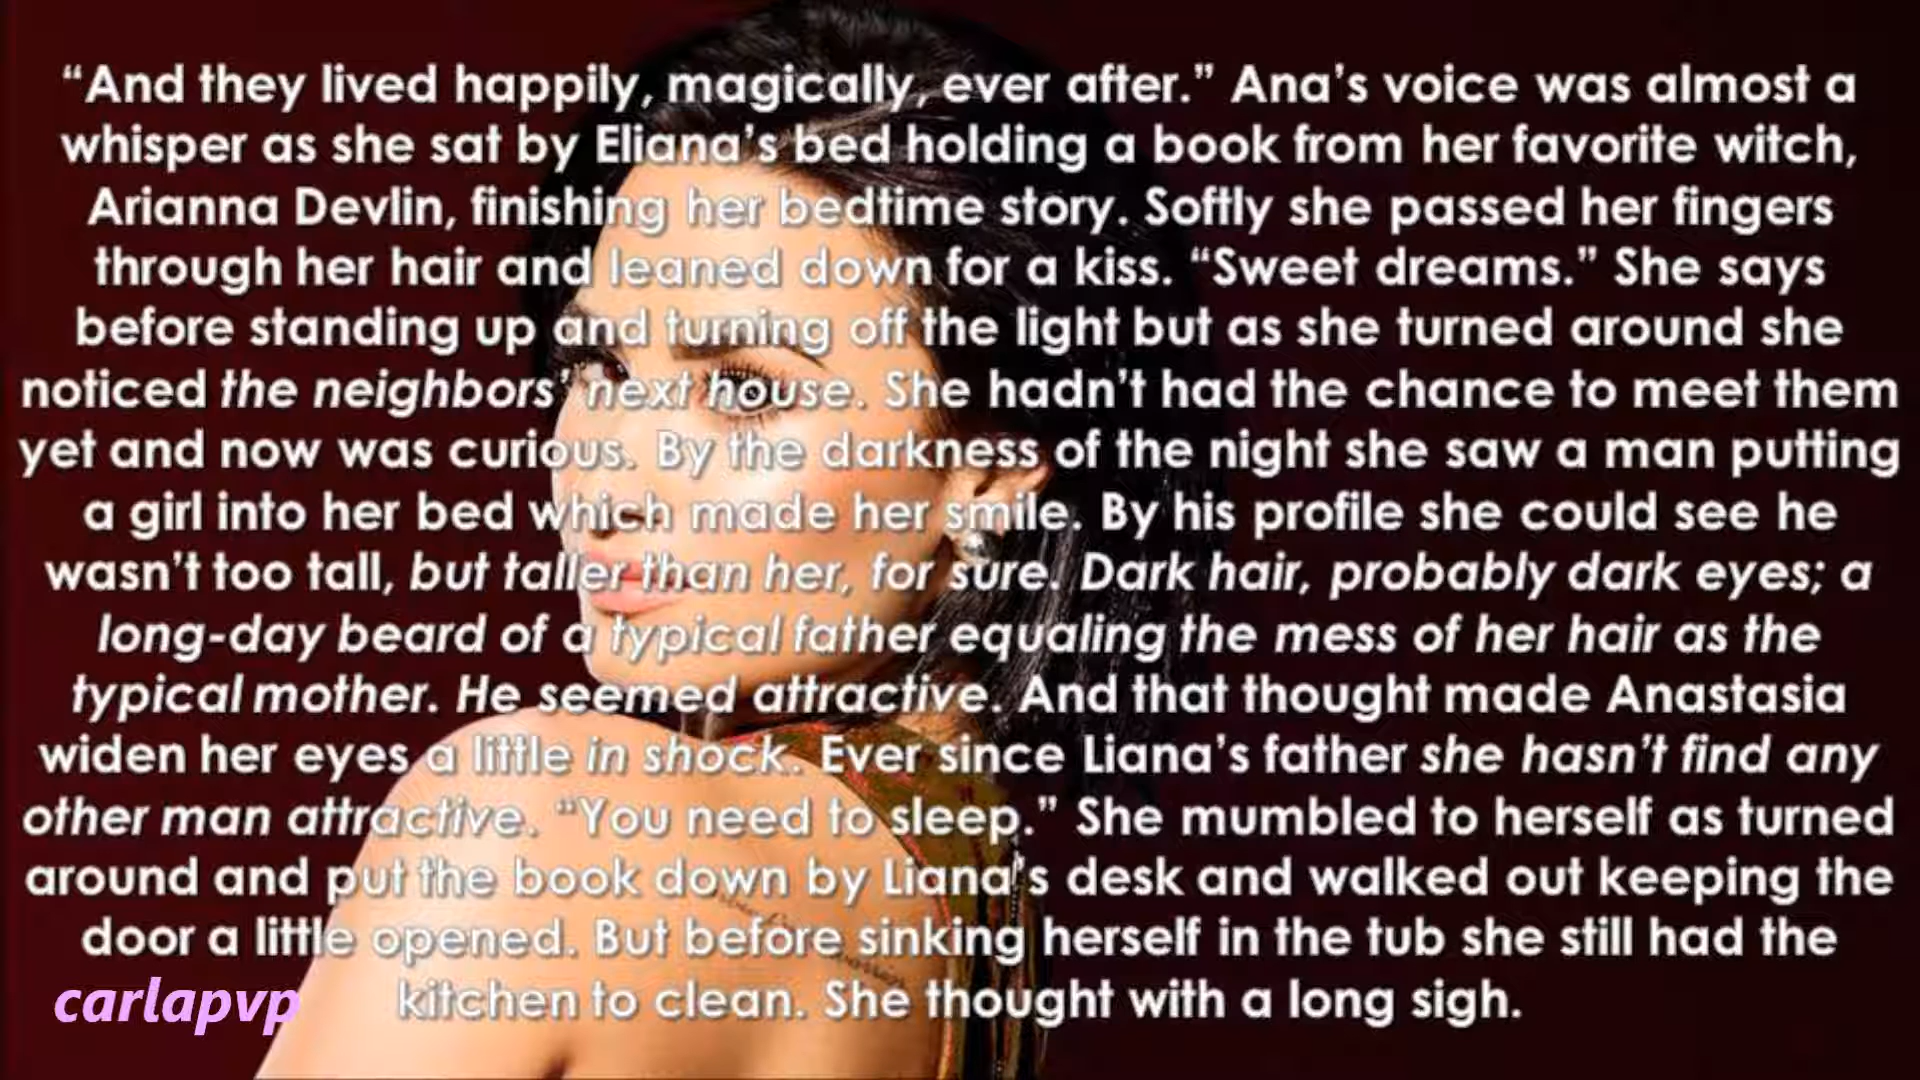 “And they lived happily, magically, ever after.” Ana’s voice was almost a
whisper as she sat by Eliana’s bed holding a book from her favorite witch,
Arianna Devlin, finishing her bedtime story. Softly she passed her fingers
through her hair and leaned down for a kiss. “Sweet dreams.” She says
before standing up and turning off the light but as she turned around she
noticed the neighbors’ next house. She hadn’t had the chance to meet them
yet and now was curious. By the darkness of the night she saw a man putting
a girl into her bed which made her smile. By his profile she could see he
wasn’t too tall, but taller than her, for sure. Dark hair, probably dark eyes; a
long-day beard of a typical father equaling the mess of her hair as the
typical mother. He seemed attractive. And that thought made Anastasia
widen her eyes a little in shock. Ever since Liana’s father she hasn’t find any
other man attractive. “You need to sleep.” She mumbled to herself as turned
around and put the book down by Liana’s desk and walked out keeping the
door a little opened. But before sinking herself in the tub she still had the
kitchen to clean. She thought with a long sigh.
carlapvp